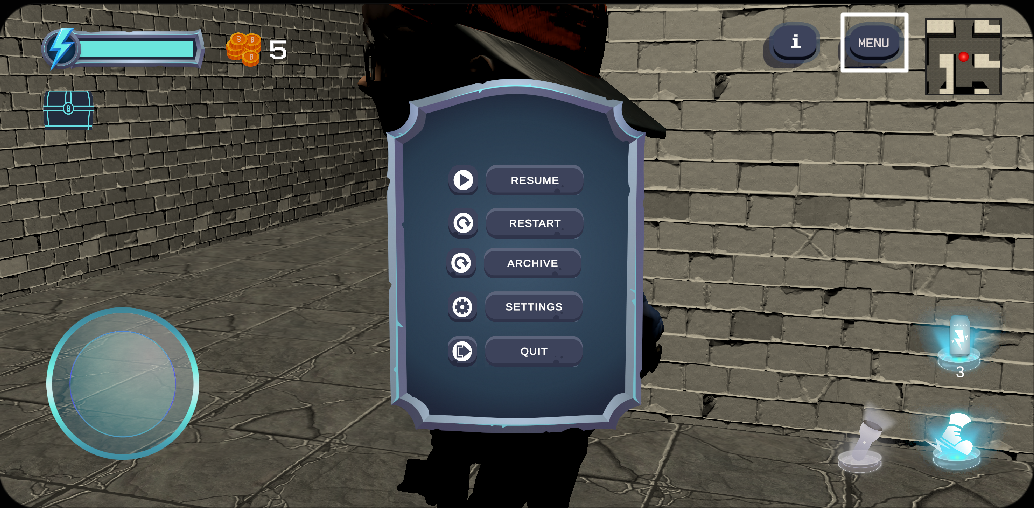 5
i
MENU
RESUME
RESTART
ARCHIVE
SETTINGS
QUIT
3